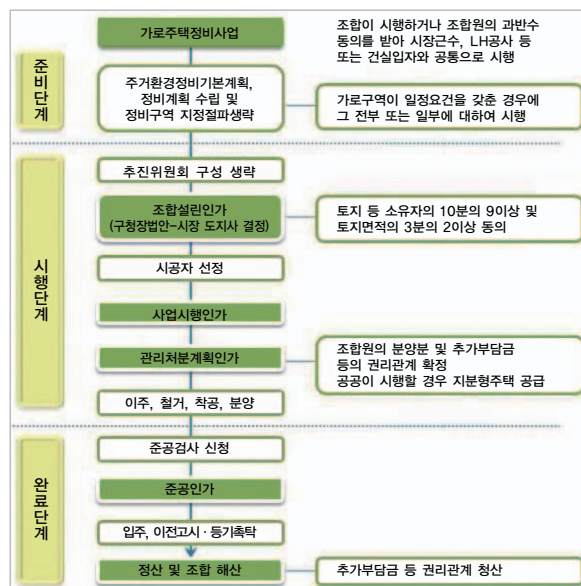 준비단계
가로주택정비사업
조합이 시행하거나 조합원의 과반수
동의를 받아 시장근수, LH공사 등
또는 건실입자와 공통으로 시행
주거환경정비기본계획,
정비계획 수립 및
정비구역 지정절파생략
가로구역이 일정요건을 갖춘 경우에
그 전부 또는 일부에 대하여 시행
시행단계
추진위원회 구성 생략
조합설린인가
(구청장법안-시장 도지사 결정)
토지 등 소유자의 10분의 9이상 및
토지면적의 3분의 2이상 동의
시공자 선정
사업시행인가
관리처분계획인가
조합원의 분양분 및 추가부담금
등의 권리관계 확정
공공이 시행할 경우 지분형주택 공급
이주, 철거, 착공, 분양
완료단계
준공검사 신청
준공인가
입주, 이전고시·등기촉탁
정산 및 조합 해산
추가부담금 등 권리관계 청산